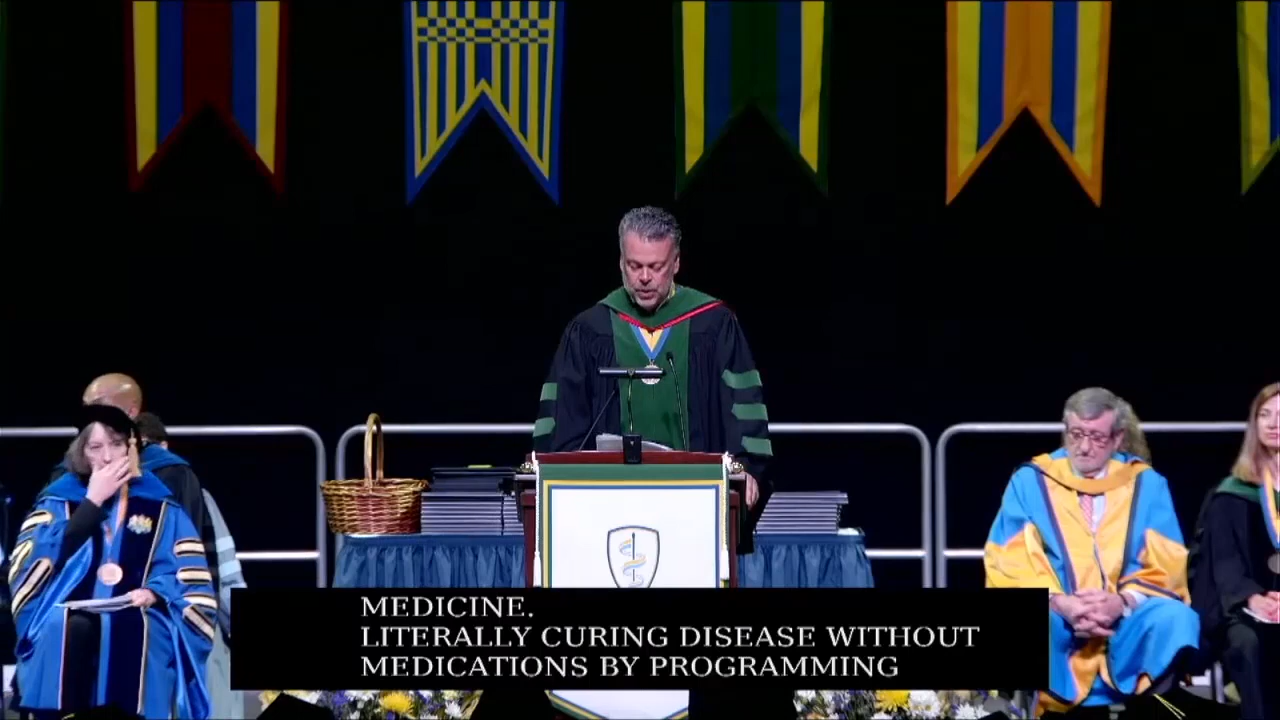 MEDICINE.
LITERALLY CURING DISEASE WITHOUT
MEDICATIONS BY PROGRAMMING